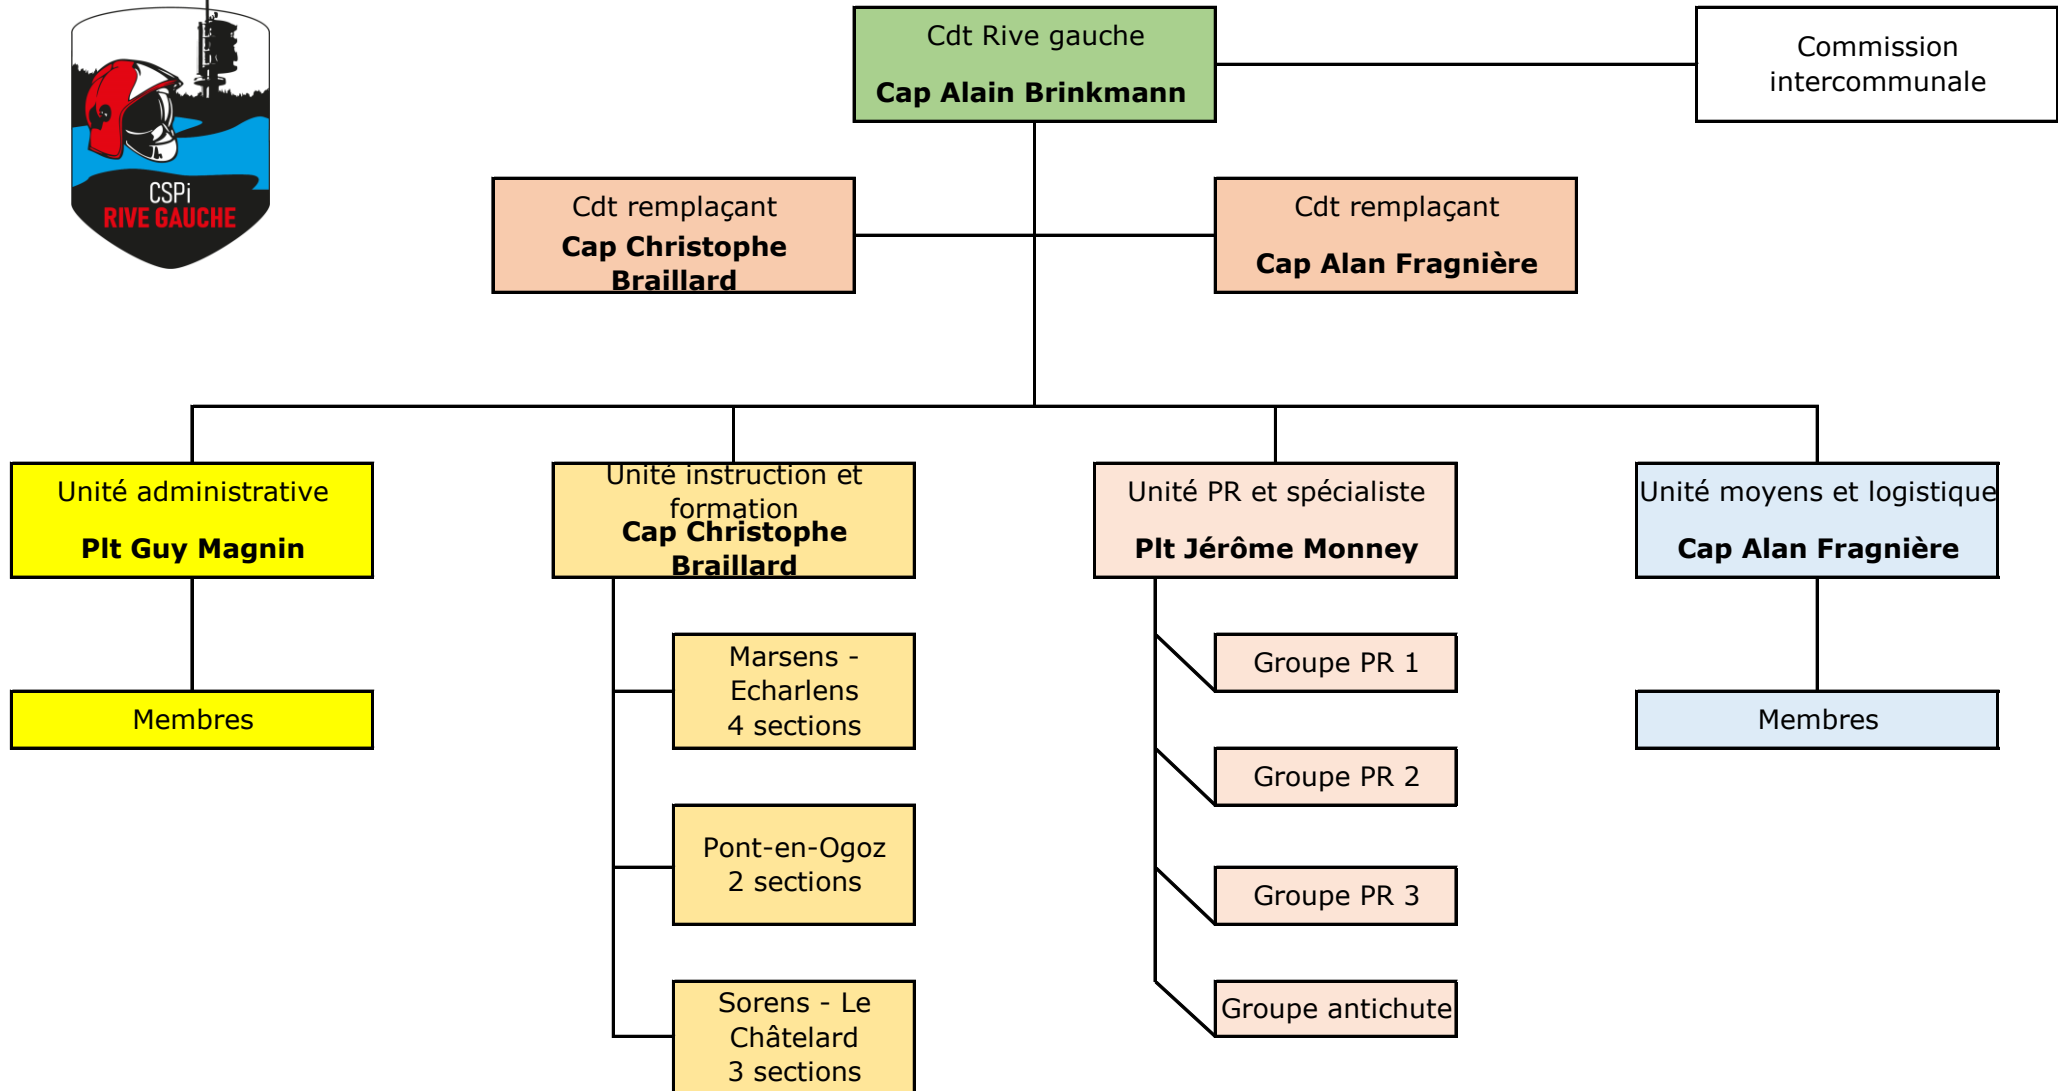 CSPi
RIVE GAUCHE
Cdt Rive gauche
Cap Alain Brinkmann
Commission
intercommunale
Cdt remplaçant
Cap Christophe
Braillard
Cdt remplaçant
Cap Alan Fragnière
Unité administrative
Plt Guy Magnin
Unité instruction et
formation
Cap Christophe
Braillard
Unité PR et spécialiste
Plt Jérôme Monney
Unité moyens et logistique
Cap Alan Fragnière
Membres
Marsens -
Echarlens
4 sections
Pont-en-Ogoz
2 sections
Sorens - Le
Châtelard
3 sections
Groupe PR 1
Groupe PR 2
Groupe PR 3
Groupe antichute
Membres